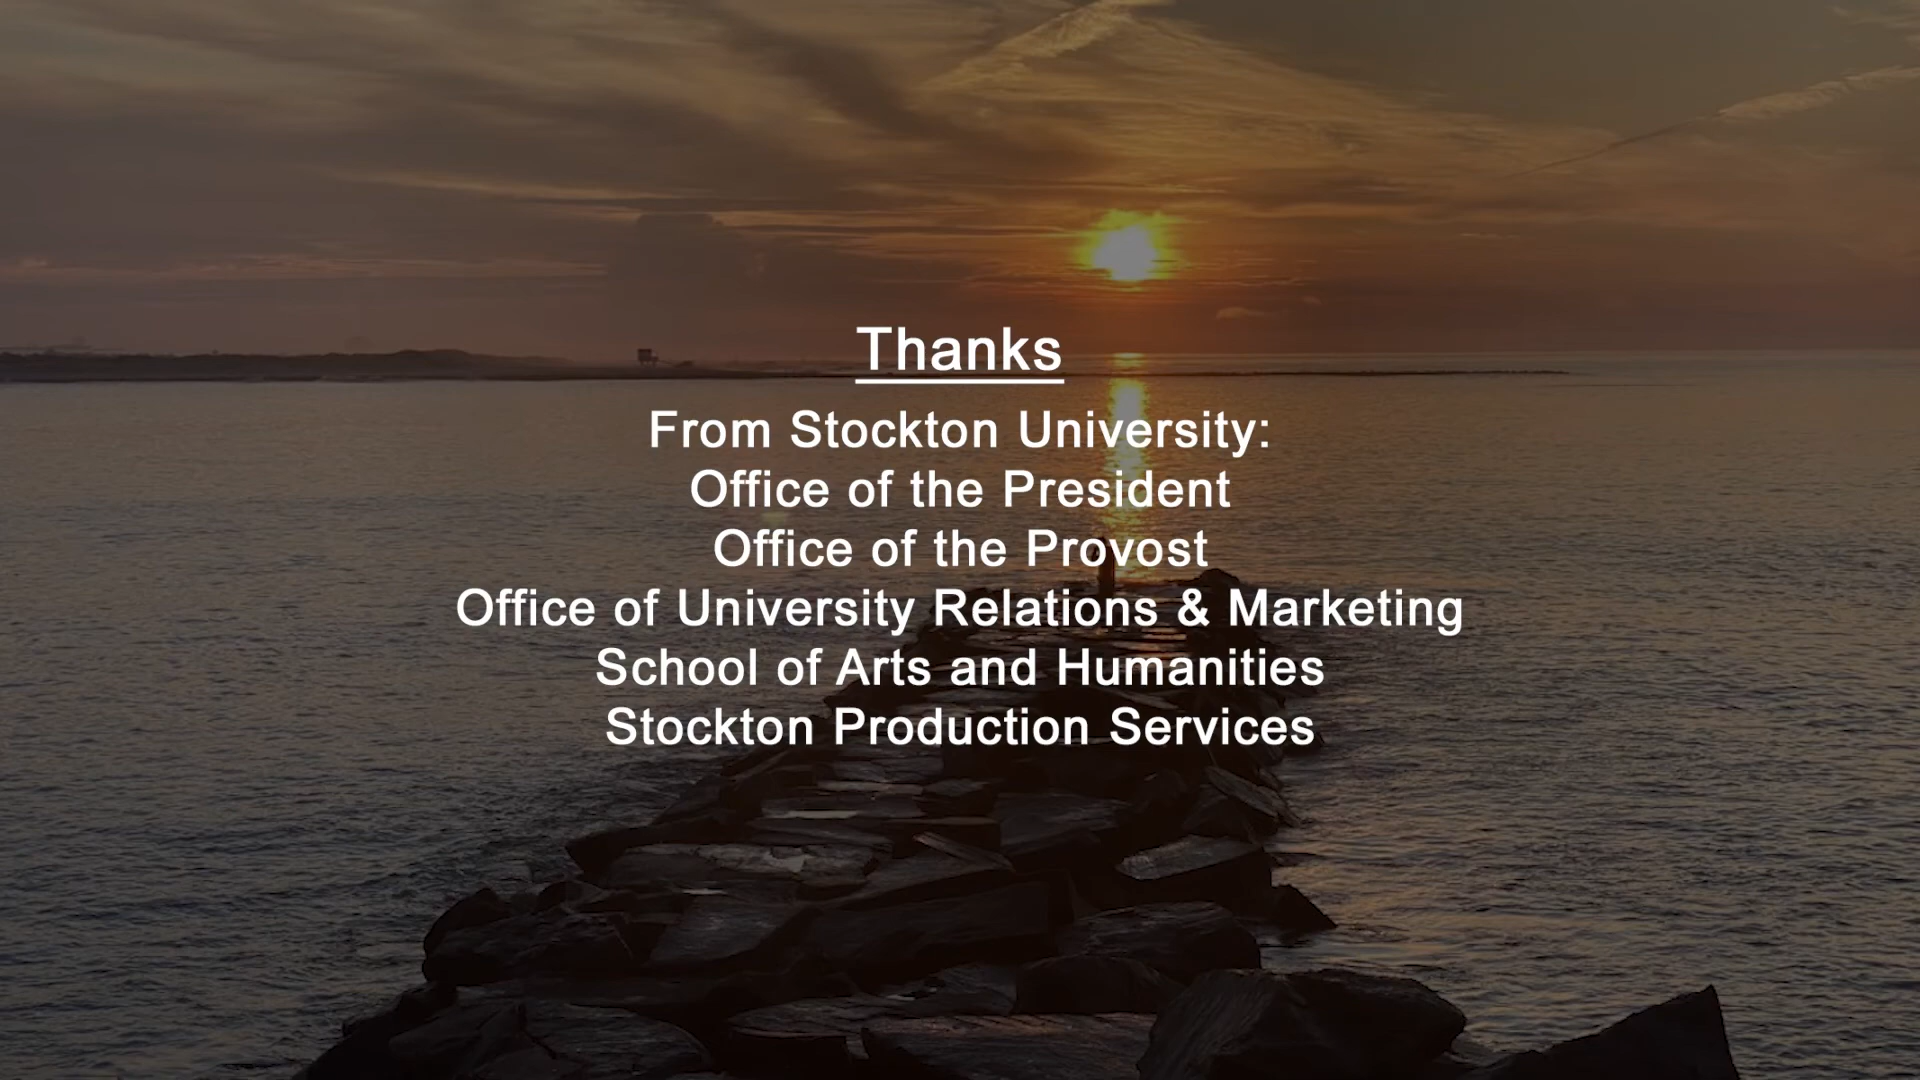 Thanks
From Stockton University:
Office of the President
Office of the Provost
Office of University Relations & Marketing
School of Arts and Humanities
Stockton Production Services